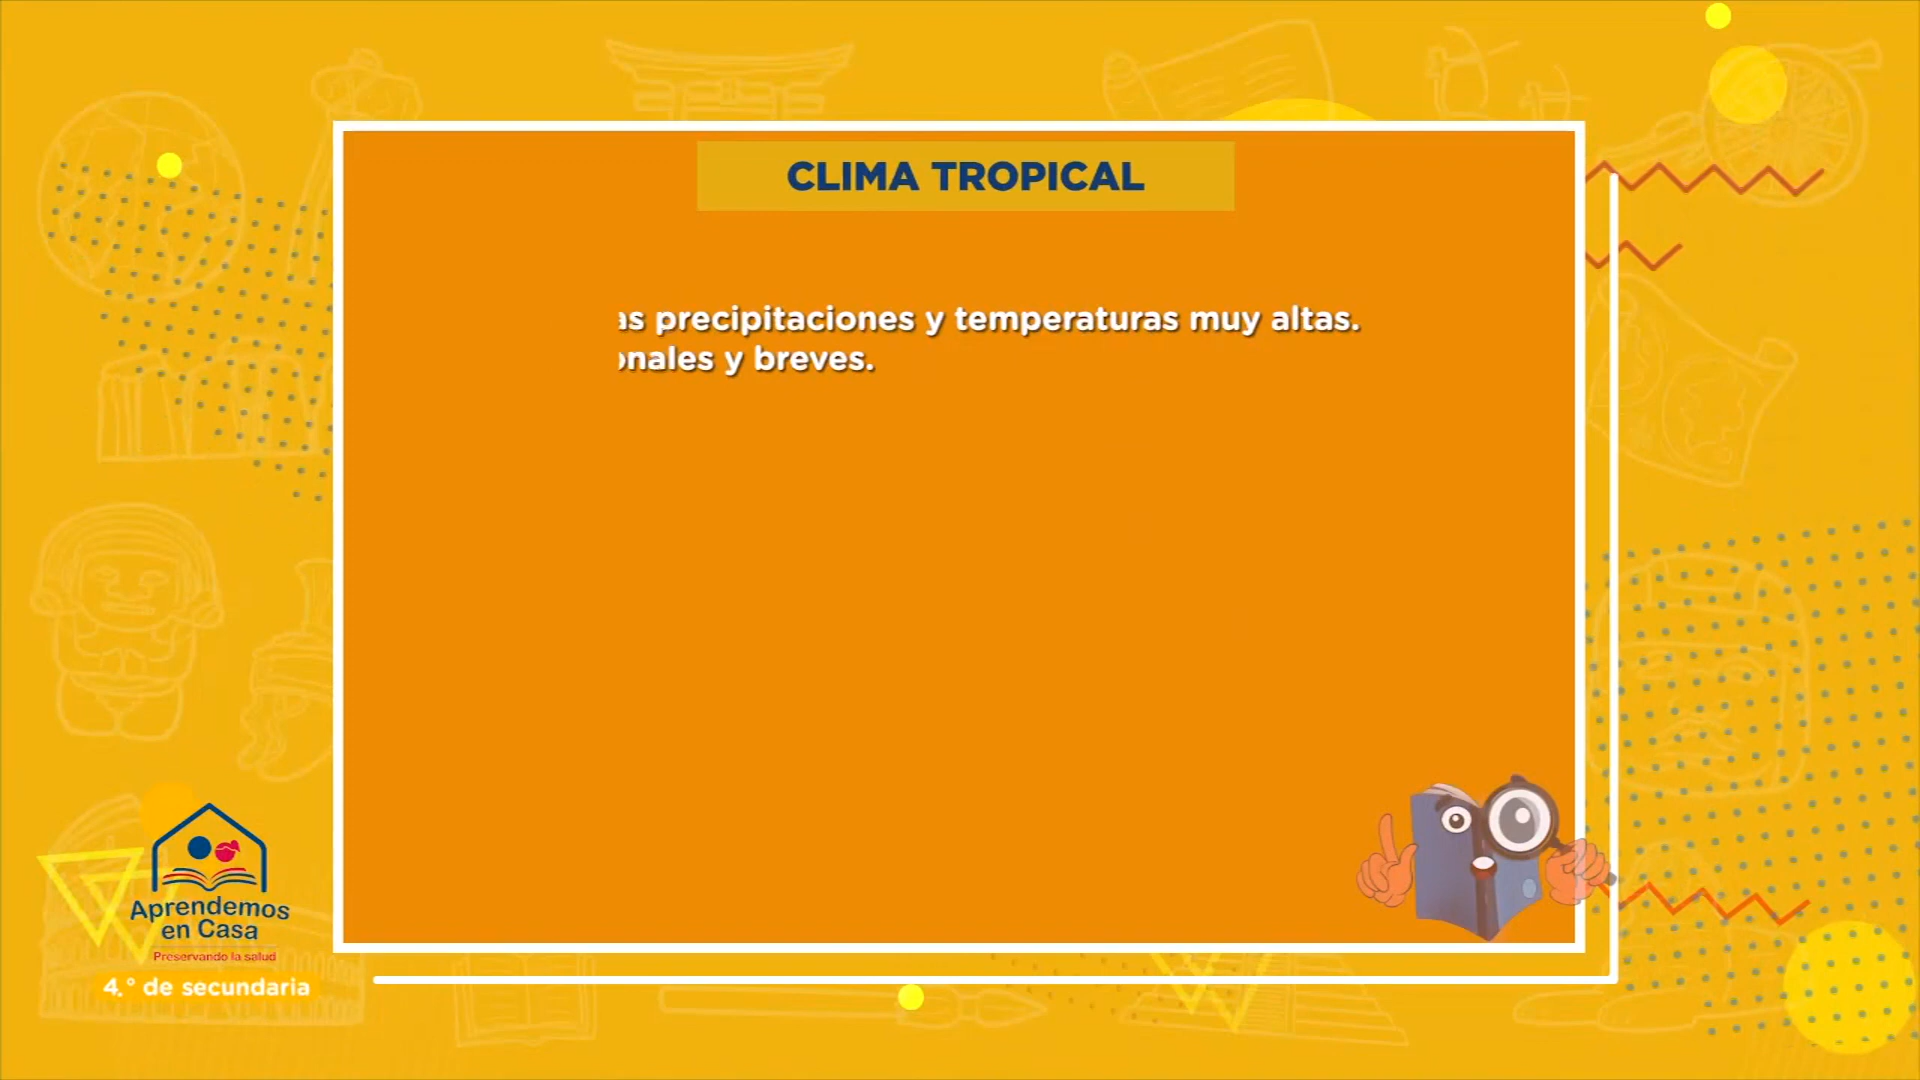 CLIMA TROPICAL
precipitaciones y temperaturas muy altas.
y breves.
Aprendemos
en Casa
Preservando la salud
4.° de secundaria